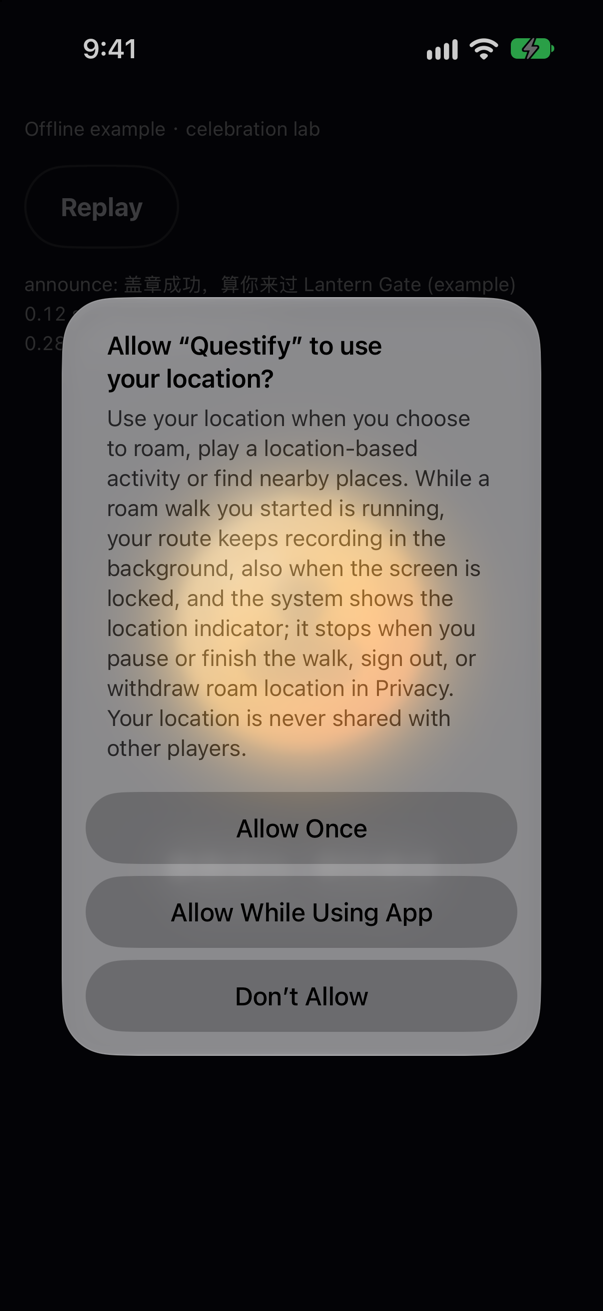 9:41
Offline example · celebration lab
Replay
announce: 盖章成功，算你来过 Lantern Gate (example)
0.12
0.28
Allow “Questify” to use
your location?
Use your location when you choose
to roam, play a location-based
activity or find nearby places. While a
roam walk you started is running,
your route keeps recording in the
background, also when the screen is
locked, and the system shows the
location indicator; it stops when you
pause or finish the walk, sign out, or
withdraw roam location in Privacy.
Your location is never shared with
other players.
Allow Once
Allow While Using App
Don’t Allow